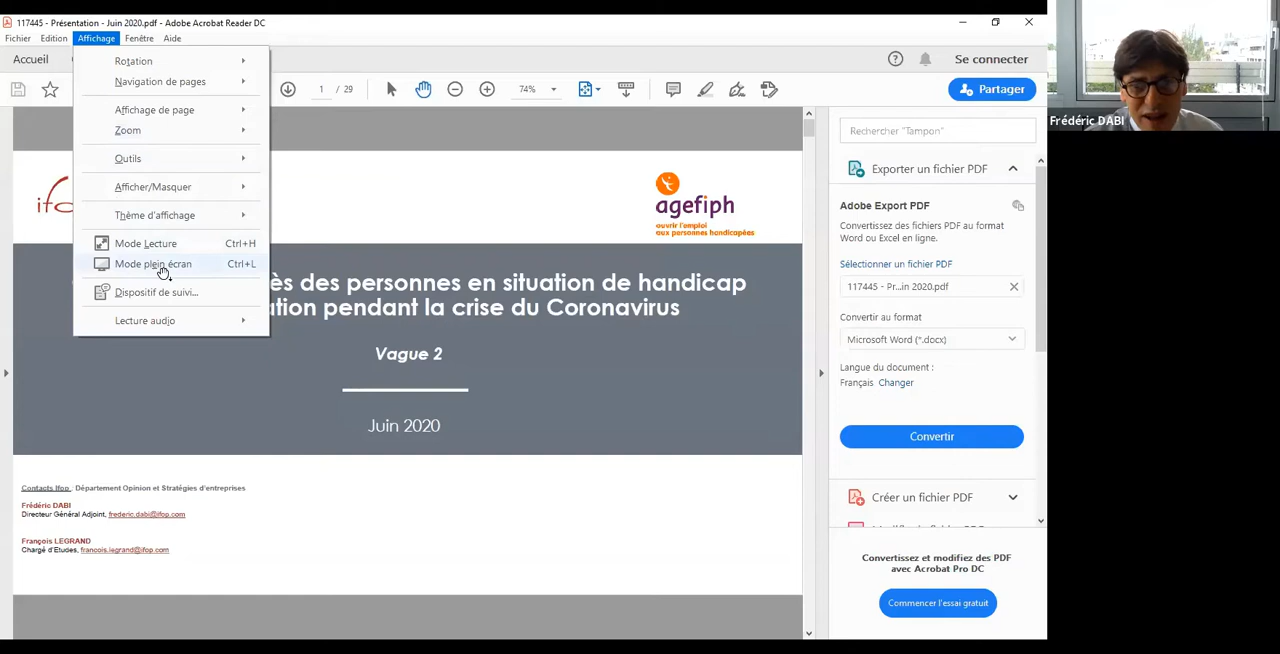 117445 - Présentation - Juin 2020.pdf - Adobe Acrobat Reader DC
Fichier Edition Affichage Fenêtre Aide
Accueil
Se connecter
1 / 29
74%
Partager
Rotation
Navigation de pages
Affichage de page
Zoom
Outils
Afficher/Masquer
Thème d'affichage
Mode Lecture Ctrl+H
Mode plein écran Ctrl+L
Dispositif de suivi...
Lecture audio
agefiph
ouvrir l'emploi
aux personnes handicapées
ès des personnes en situation de handicap
ation pendant la crise du Coronavirus
Vague 2
Juin 2020
Contacts Ifop : Département Opinion et Stratégies d'entreprises
Frédéric DABI
Directeur Général Adjoint, frederic.dabi@ifop.com
François LEGRAND
Chargé d'Etudes, francois.legrand@ifop.com
Rechercher "Tampon"
Exporter un fichier PDF
Adobe Export PDF
Convertissez des fichiers PDF au format
Word ou Excel en ligne.
Sélectionner un fichier PDF
117445 - Pr...in 2020.pdf
Convertir au format
Microsoft Word (*.docx)
Langue du document :
Français Changer
Convertir
Créer un fichier PDF
Convertissez et modifiez des PDF
avec Acrobat Pro DC
Commencer l'essai gratuit
Frédéric DABI